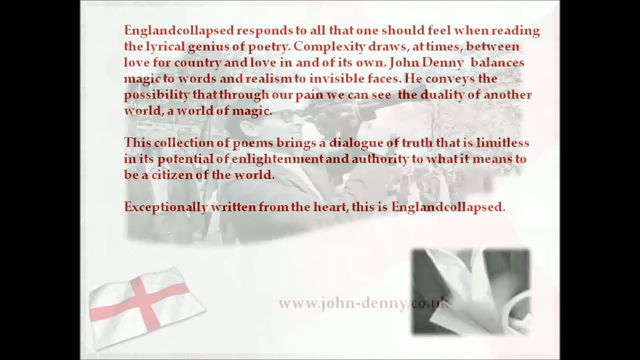 Englandcollapsed responds to all that one should feel when reading
the lyrical genius of poetry. Complexity draws, at times, between
love for country and love in and of its own. John Denny balances
magic to words and realism to invisible faces. He conveys the
possibility that through our pain we can see the duality of another
world, a world of magic.
This collection of poems brings a dialogue of truth that is limitless
in its potential of enlightenment and authority to what it means to
be a citizen of the world.
Exceptionally written from the heart, this is Englandcollapsed.
www.john-denny.co.uk